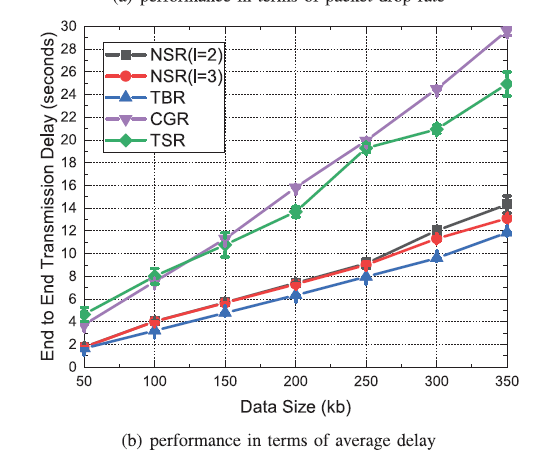 (a) performance in terms of packet drop rate
30
28
26
24
22
20
18
16
14
12
10
8
6
4
2
0
End to End Transmission Delay (seconds)
NSR(l=2)
NSR(l=3)
TBR
CGR
TSR
50 100 150 200 250 300 350
Data Size (kb)
(b) performance in terms of average delay